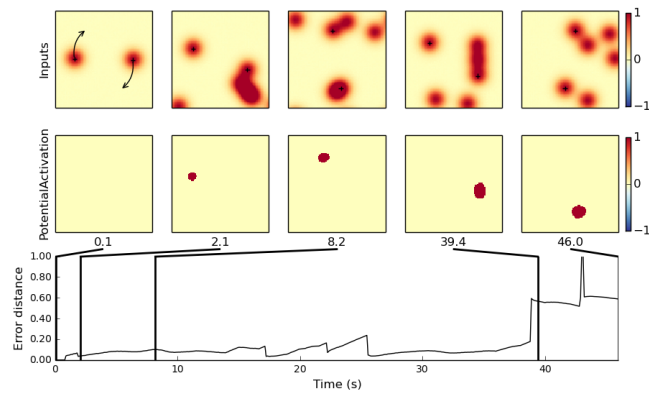 Inputs
1
0
−1
PotentialActivation
1
0
−1
0.1 2.1 8.2 39.4 46.0
Error distance
1.00
0.80
0.60
0.40
0.20
0.00
0 10 20 30 40
Time (s)